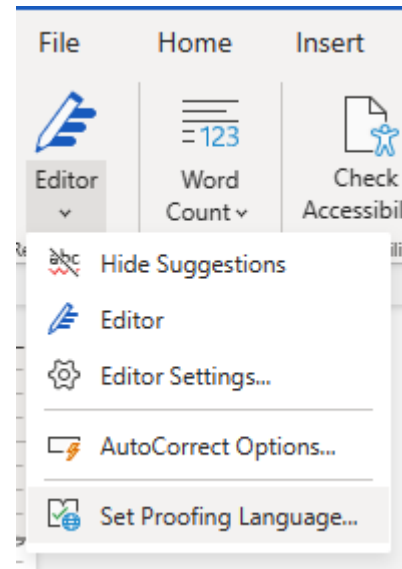 File Home Insert
123
Editor Word Check
Count Accessibil
abc Hide Suggestions
Editor
Editor Settings...
AutoCorrect Options...
Set Proofing Language...